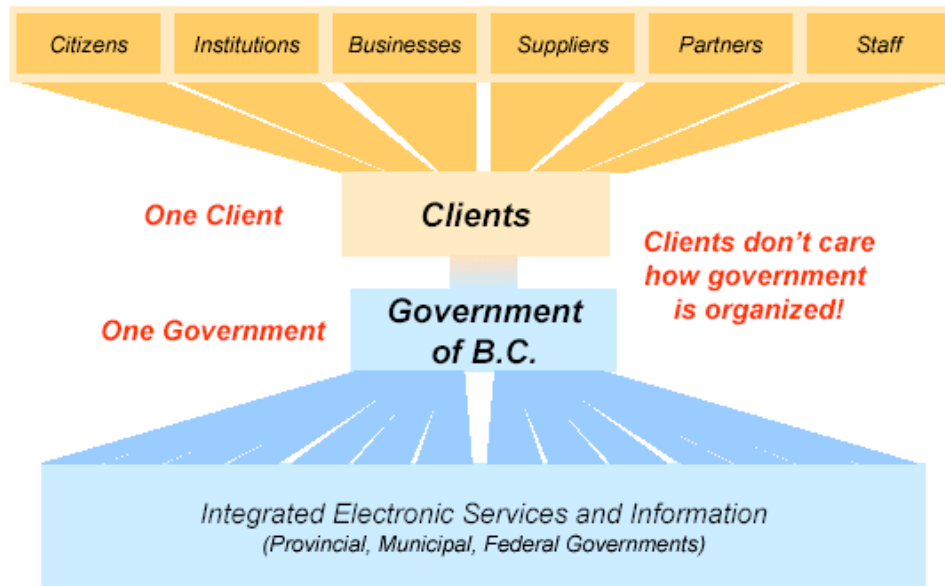 Citizens Institutions Businesses Suppliers Partners Staff
One Client
Clients
Clients don’t care
how government
is organized!
One Government
Government
of B.C.
Integrated Electronic Services and Information
(Provincial, Municipal, Federal Governments)